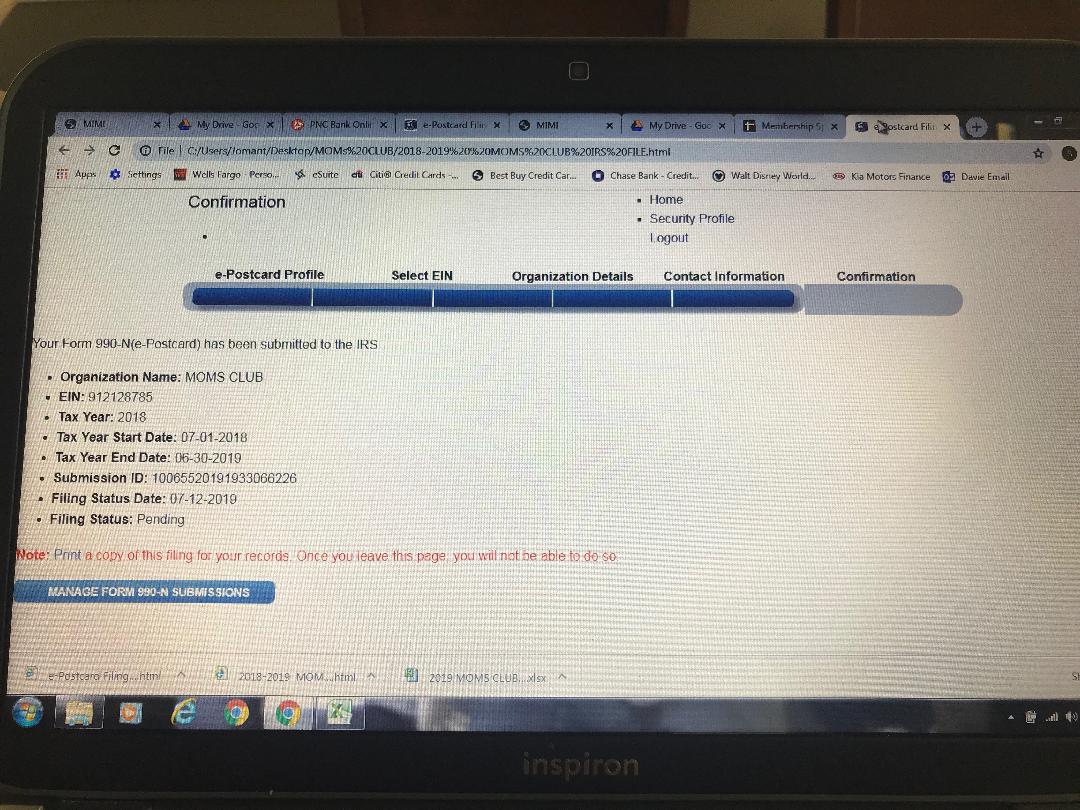 MIMI
My Drive - Goo
PNC Bank Onlin
e-Postcard Filin
MIMI
My Drive - Goo
Membership Sp
e-Postcard Filin
File | C:/Users/Jomant/Desktop/MOMs%20CLUB/2018-2019%20%20MOMS%20CLUB%20IRS%20FILE.html
Apps
Settings
Wells Fargo - Perso...
eSuite
Citi® Credit Cards -...
Best Buy Credit Car...
Chase Bank - Credit...
Walt Disney World...
Kia Motors Finance
Davie Email
Confirmation
Home
Security Profile
Logout
e-Postcard Profile
Select EIN
Organization Details
Contact Information
Confirmation
Your Form 990-N(e-Postcard) has been submitted to the IRS
Organization Name: MOMS CLUB
EIN: 912128785
Tax Year: 2018
Tax Year Start Date: 07-01-2018
Tax Year End Date: 06-30-2019
Submission ID: 10065520191933066226
Filing Status Date: 07-12-2019
Filing Status: Pending
Note: Print a copy of this filing for your records. Once you leave this page, you will not be able to do so
MANAGE FORM 990-N SUBMISSIONS
e-Postcard Filing....html
2018-2019 MOM....html
2019 MOMS CLUB...xlsx
inspiron